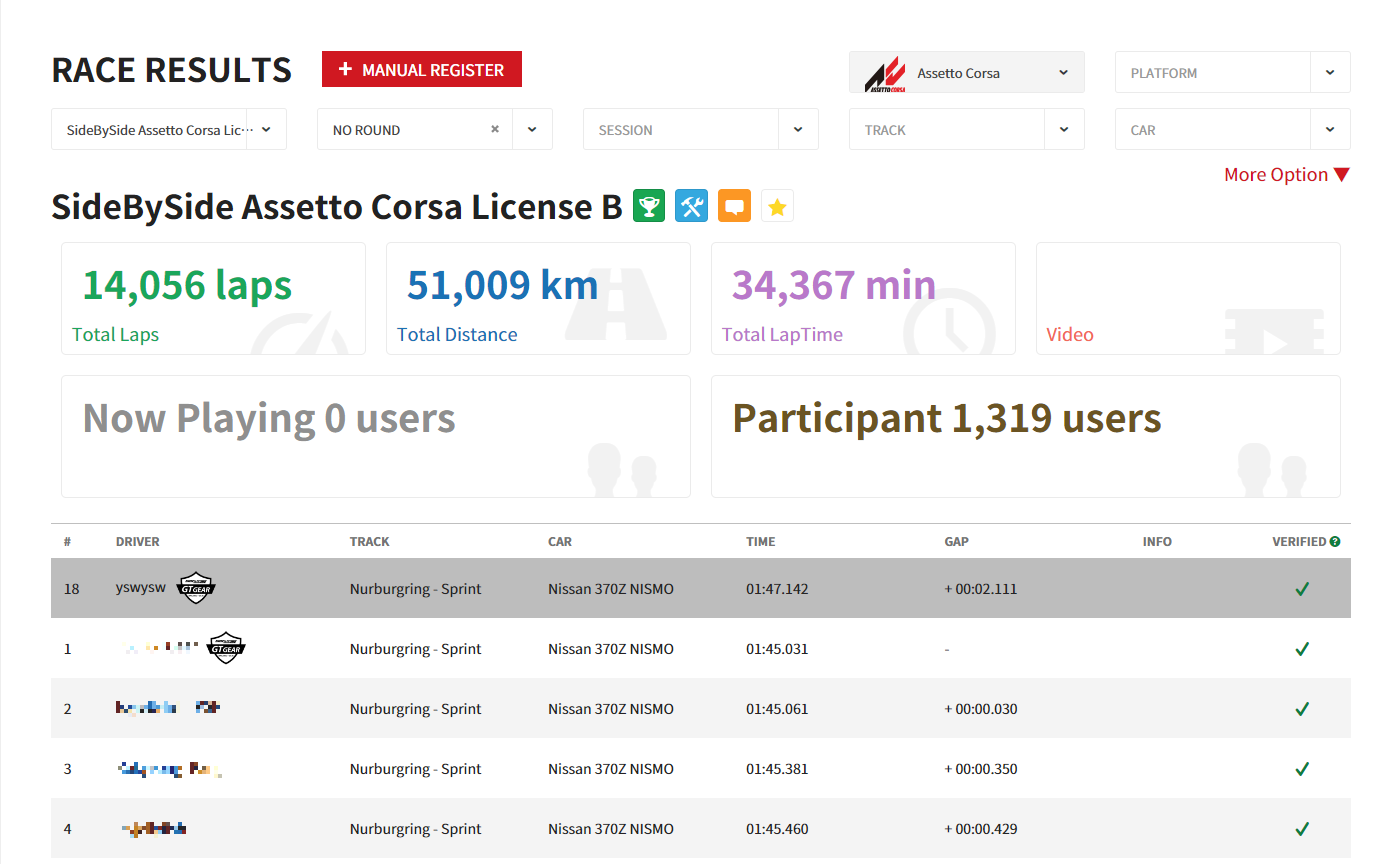 RACE RESULTS
+ MANUAL REGISTER
ASSETTO CORSA
Assetto Corsa
PLATFORM
SideBySide Assetto Corsa Lic···
NO ROUND ×
SESSION
TRACK
CAR
More Option ▼
SideBySide Assetto Corsa License B
14,056 laps
Total Laps
51,009 km
Total Distance
34,367 min
Total LapTime
Video
Now Playing 0 users
Participant 1,319 users
# DRIVER TRACK CAR TIME GAP INFO VERIFIED ?
18 yswysw GT GEAR Nurburgring - Sprint Nissan 370Z NISMO 01:47.142 + 00:02.111 ✓
1 GT GEAR Nurburgring - Sprint Nissan 370Z NISMO 01:45.031 - ✓
2 Nurburgring - Sprint Nissan 370Z NISMO 01:45.061 + 00:00.030 ✓
3 Nurburgring - Sprint Nissan 370Z NISMO 01:45.381 + 00:00.350 ✓
4 Nurburgring - Sprint Nissan 370Z NISMO 01:45.460 + 00:00.429 ✓